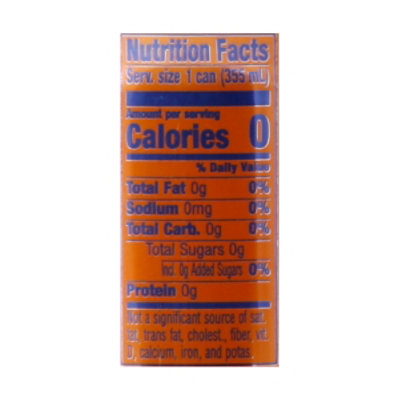 Nutrition Facts
Serv. size 1 can (355 mL)
Amount per serving
Calories 0
% Daily Value
Total Fat 0g 0%
Sodium 0mg 0%
Total Carb. 0g 0%
Total Sugars 0g
Incl. 0g Added Sugars 0%
Protein 0g
Not a significant source of sat.
fat, trans fat, cholest., fiber, vit.
D, calcium, iron, and potas.